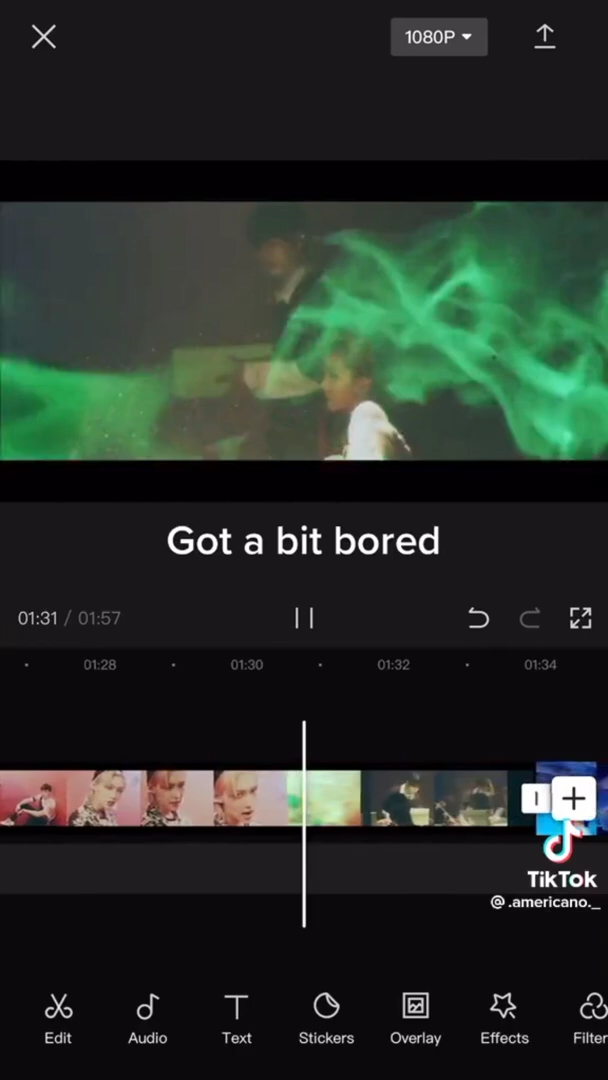 1080P
Got a bit bored
01:31 / 01:57
01:28 01:30 01:32 01:34
TikTok
@.americano._
Edit Audio Text Stickers Overlay Effects Filter